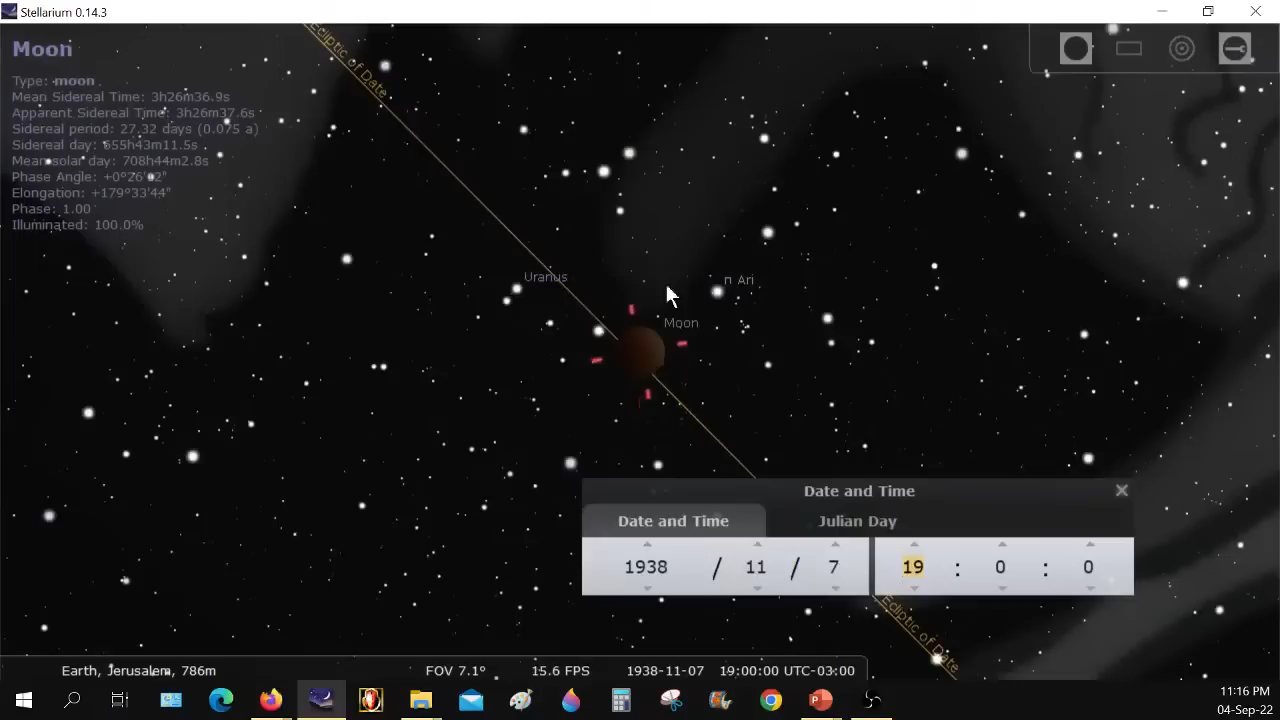 Stellarium 0.14.3
Ecliptic of Date
Moon
Type: moon
Mean Sidereal Time: 3h26m36.9s
Apparent Sidereal Time: 3h26m37.6s
Sidereal period: 27.32 days (0.075 a)
Sidereal day: 655h43m11.5s
Mean solar day: 708h44m2.8s
Phase Angle: +0°26'02"
Elongation: +179°33'44"
Phase: 1.00
Illuminated: 100.0%
Uranus
π Ari
Moon
Date and Time
Date and Time Julian Day
1938 / 11 / 7 19 : 0 : 0
Ecliptic of Date
Earth, Jerusalem, 786m FOV 7.1° 15.6 FPS 1938-11-07 19:00:00 UTC-03:00
11:16 PM
04-Sep-22